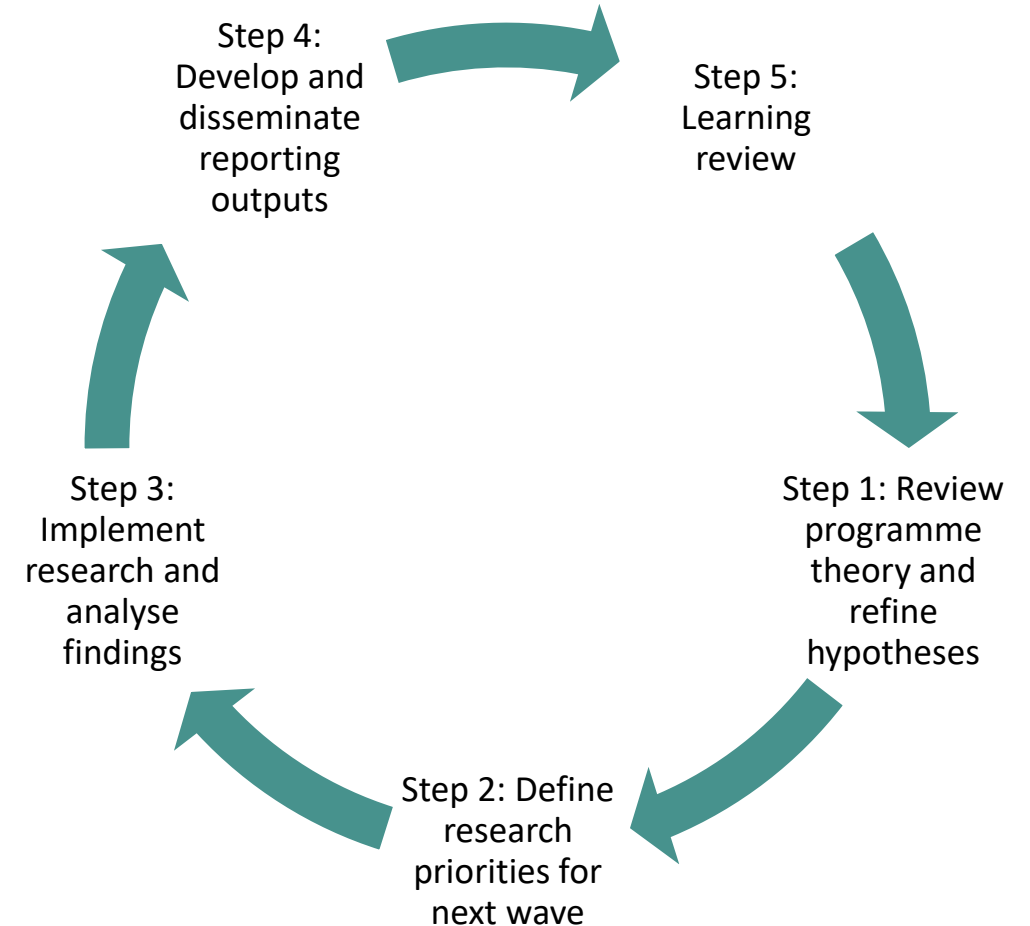 Step 4:
Develop and
disseminate
reporting
outputs
Step 5:
Learning
review
Step 1: Review
programme
theory and
refine
hypotheses
Step 2: Define
research
priorities for
next wave
Step 3:
Implement
research and
analyse
findings